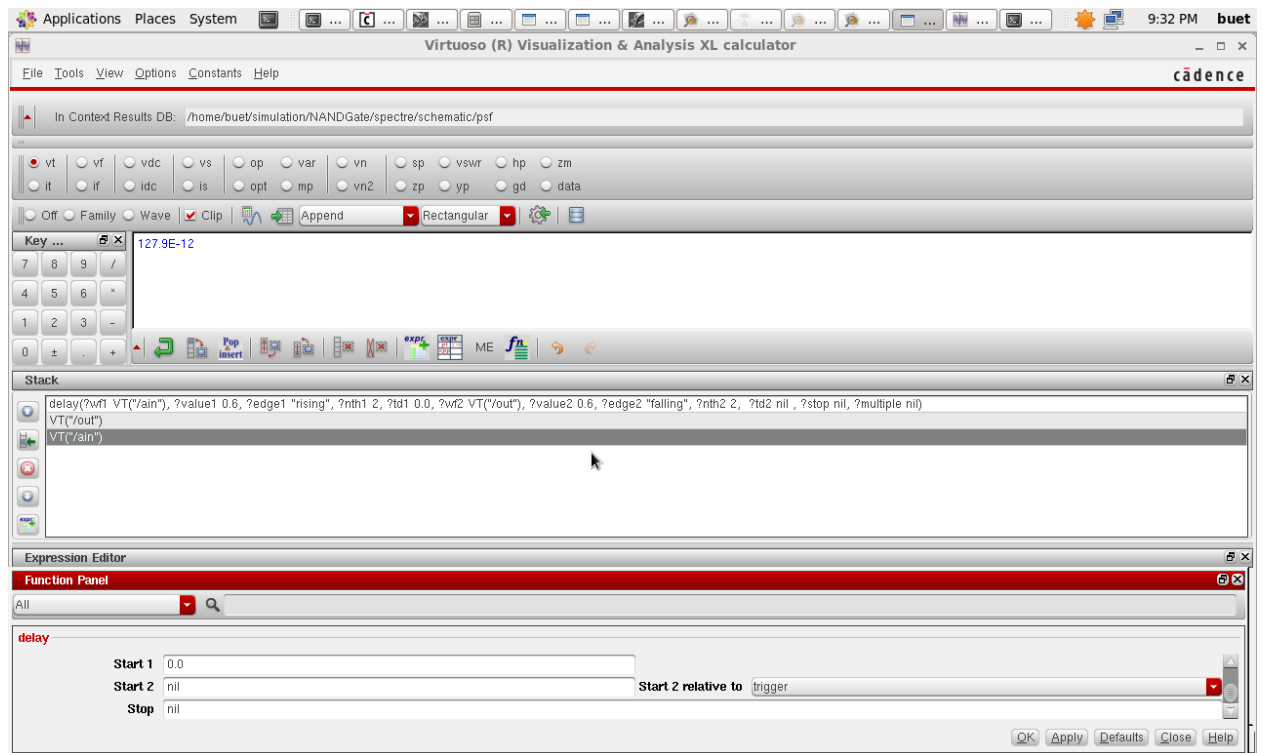 Applications Places System ... ... ... ... ... ... ... ... ... ... ... ... ... ... 9:32 PM buet
Virtuoso (R) Visualization & Analysis XL calculator
File Tools View Options Constants Help cādence
In Context Results DB: /home/buet/simulation/NANDGate/spectre/schematic/psf
vt vf vdc vs op var vn sp vswr hp zm
it if idc is opt mp vn2 zp yp gd data
Off Family Wave Clip Append Rectangular
Key ...
127.9E-12
7 8 9 /
4 5 6 *
1 2 3 -
0 ± . + Pop insert expr expr ME fn
Stack
delay(?wf1 VT("/ain"), ?value1 0.6, ?edge1 "rising", ?nth1 2, ?td1 0.0, ?wf2 VT("/out"), ?value2 0.6, ?edge2 "falling", ?nth2 2, ?td2 nil , ?stop nil, ?multiple nil)
VT("/out")
VT("/ain")
expr
Expression Editor
Function Panel
All
delay
Start 1 0.0
Start 2 nil Start 2 relative to trigger
Stop nil
OK Apply Defaults Close Help